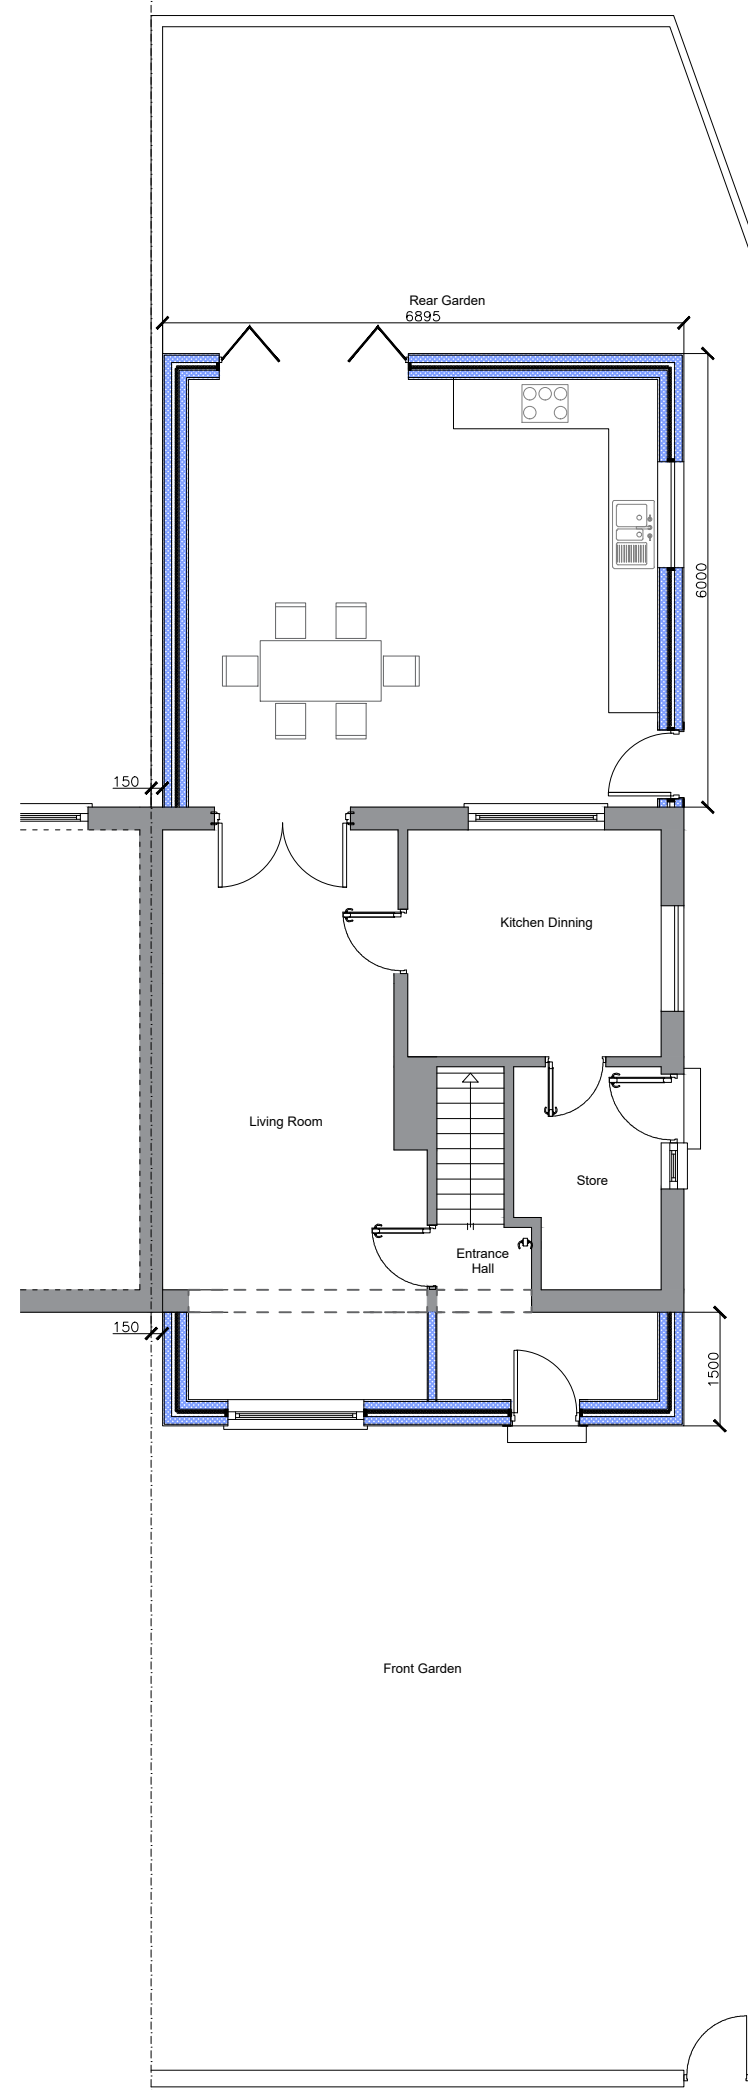 Rear Garden
6895
6000
150
Kitchen Dinning
Living Room
Store
Entrance
Hall
150
1500
Front Garden